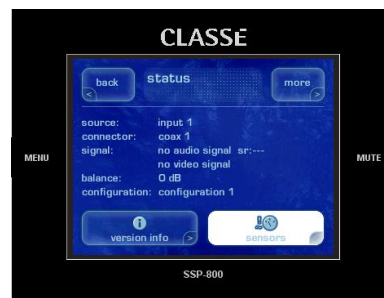 CLASSE
back status more
< >
source: input 1
connector: coax 1
signal: no audio signal sr:---
no video signal
balance: 0 dB
configuration: configuration 1
MENU MUTE
version info > sensors
SSP-800